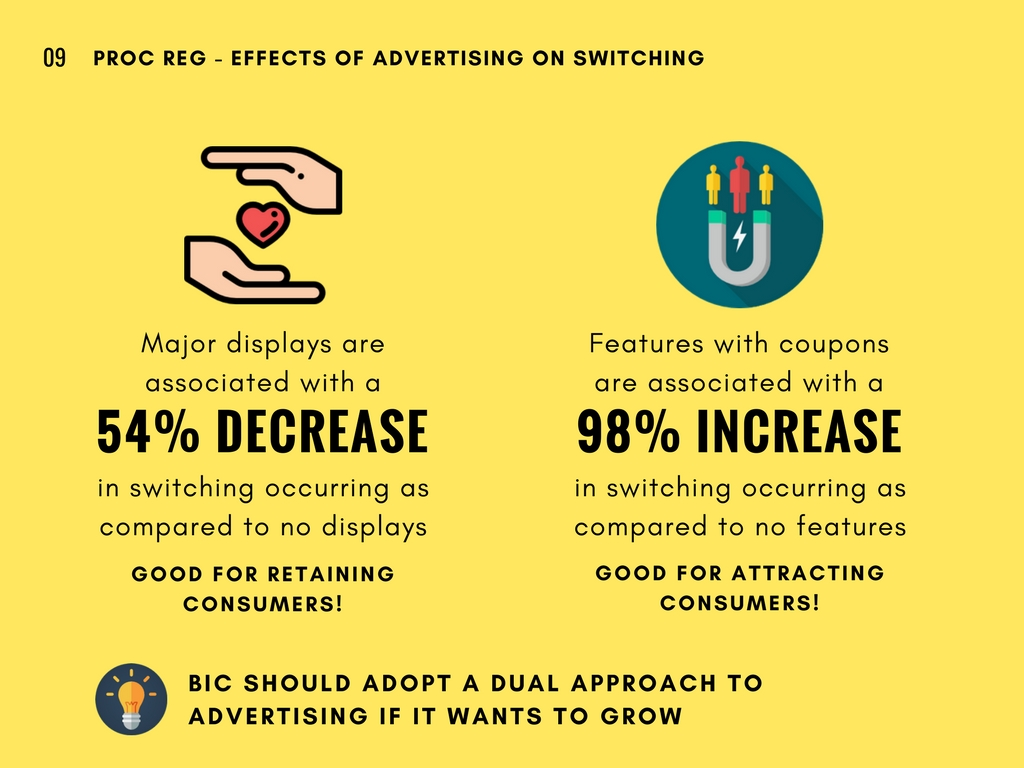 09 PROC REG - EFFECTS OF ADVERTISING ON SWITCHING
Major displays are
associated with a
54% DECREASE
in switching occurring as
compared to no displays
GOOD FOR RETAINING
CONSUMERS!
Features with coupons
are associated with a
98% INCREASE
in switching occurring as
compared to no features
GOOD FOR ATTRACTING
CONSUMERS!
BIC SHOULD ADOPT A DUAL APPROACH TO
ADVERTISING IF IT WANTS TO GROW